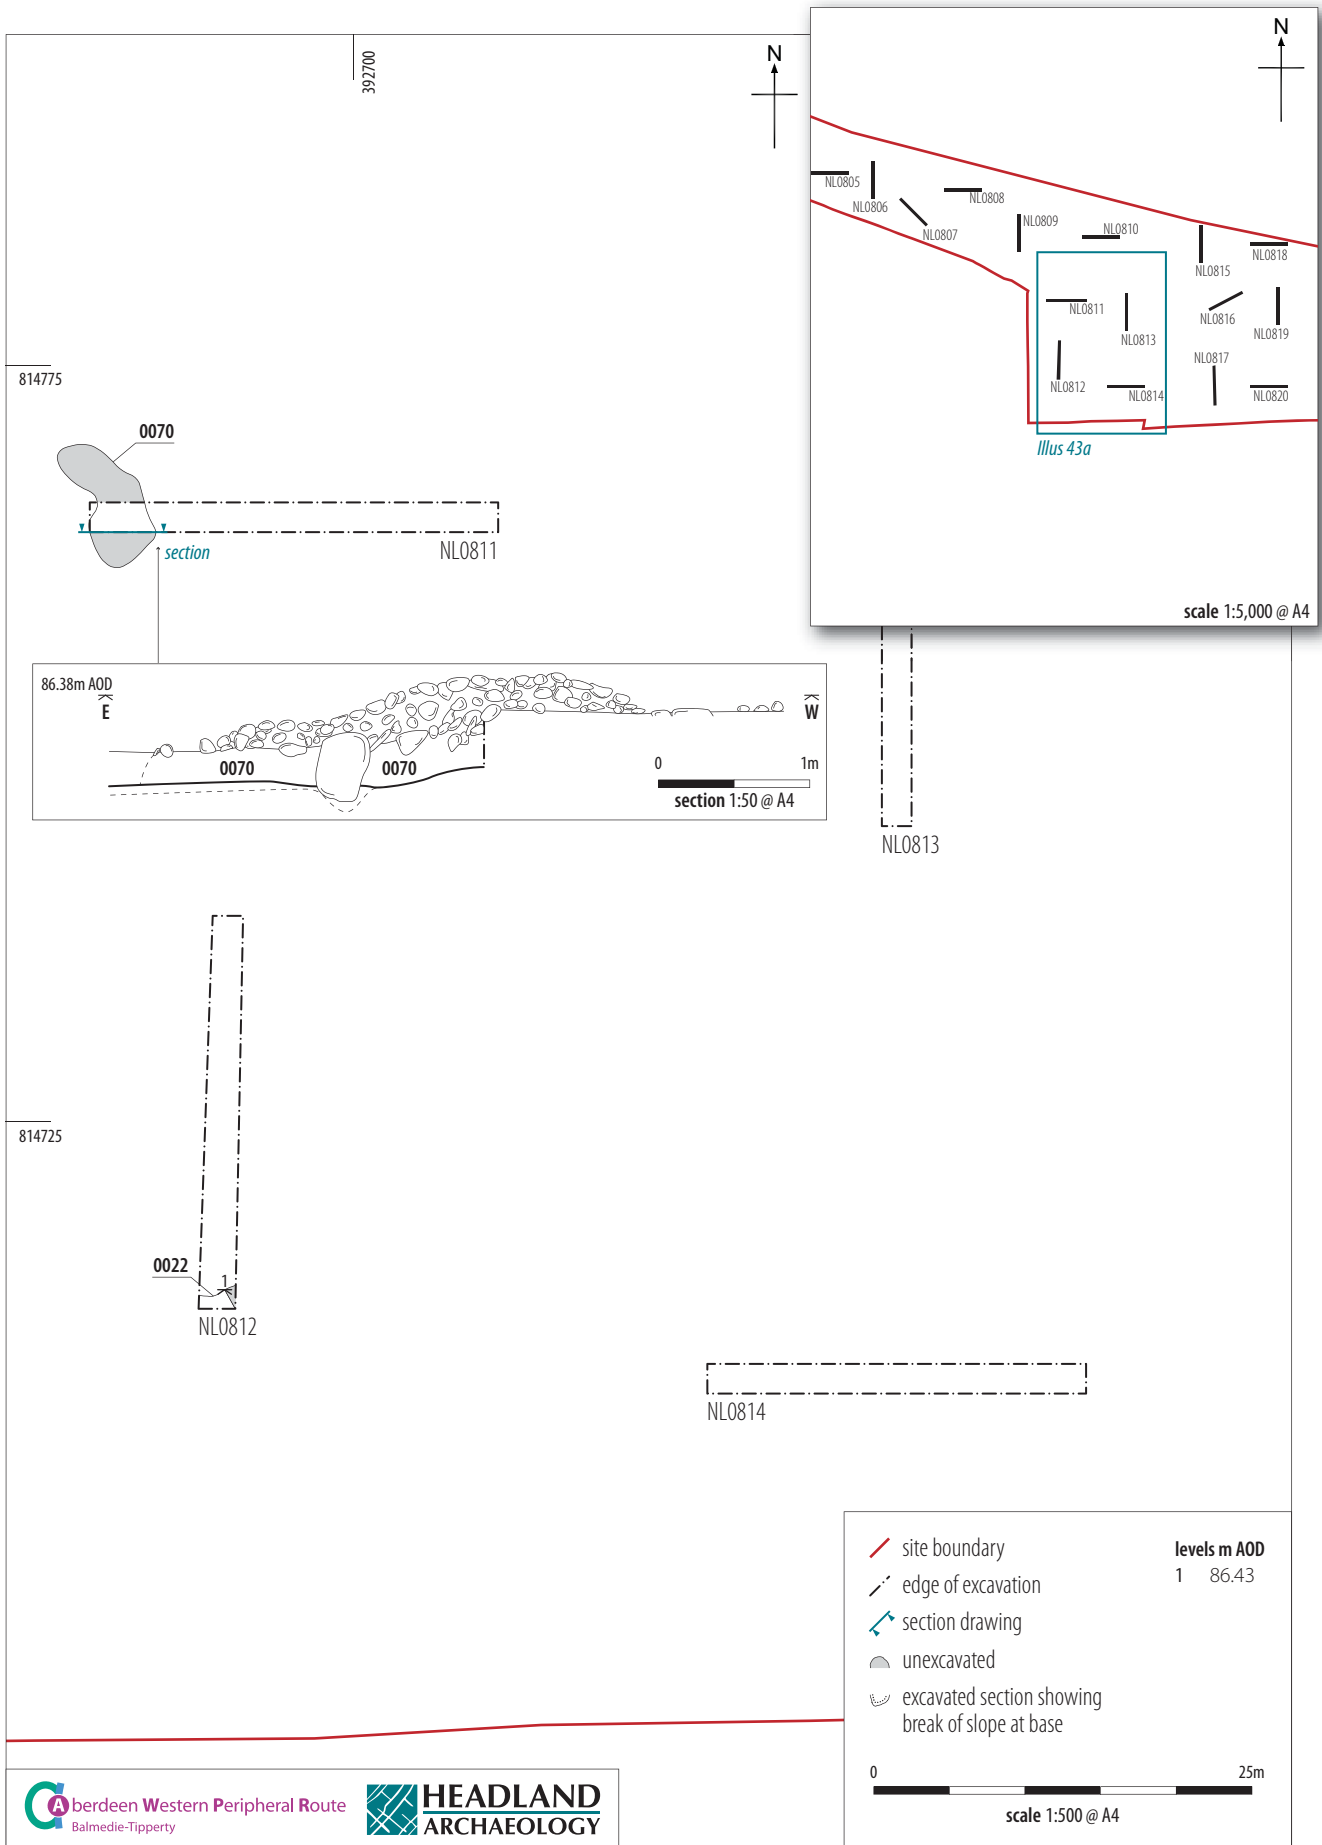 392700
N
N
NL0805
NL0806
NL0807
NL0808
NL0809
NL0810
NL0815
NL0818
NL0811
NL0813
NL0816
NL0819
NL0812
NL0814
NL0817
NL0820
Illus 43a
scale 1:5,000 @ A4
814775
0070
section
NL0811
86.38m AOD
E
W
0070
0070
0
1m
section 1:50 @ A4
NL0813
814725
0022
1
NL0812
NL0814
site boundary
edge of excavation
section drawing
unexcavated
excavated section showing
break of slope at base
levels m AOD
1 86.43
0
25m
scale 1:500 @ A4
Aberdeen Western Peripheral Route
Balmedie-Tipperty
HEADLAND
ARCHAEOLOGY